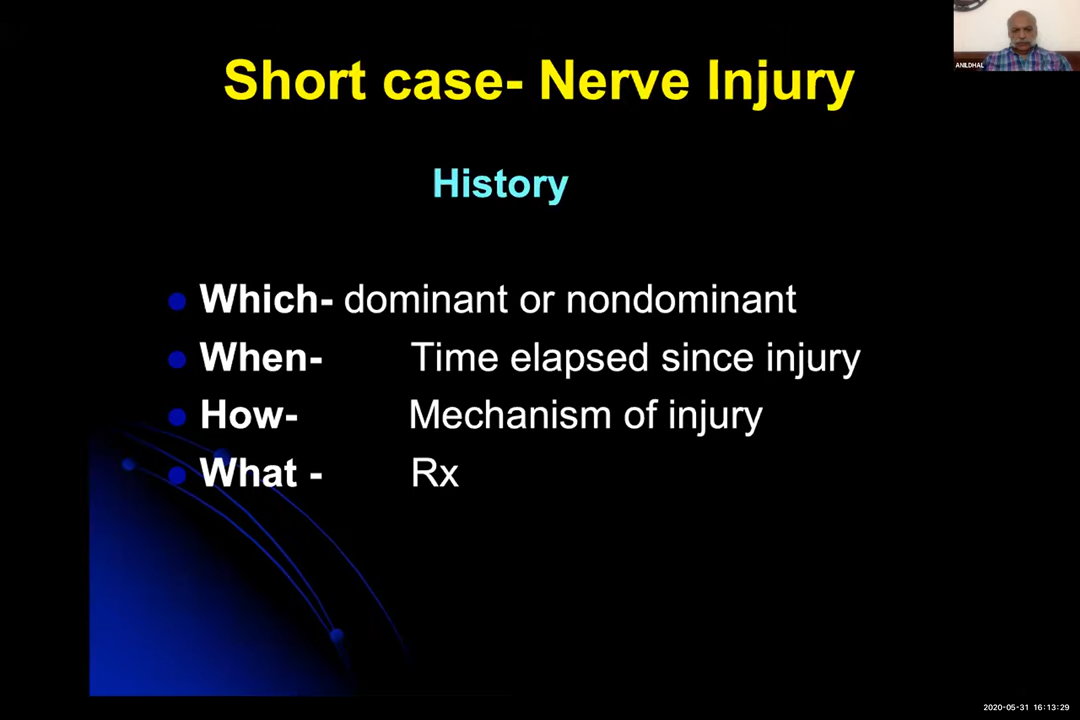 Short case- Nerve Injury
ANILDHAL
History
Which- dominant or nondominant
When- Time elapsed since injury
How- Mechanism of injury
What - Rx
2020-05-31 16:13:29